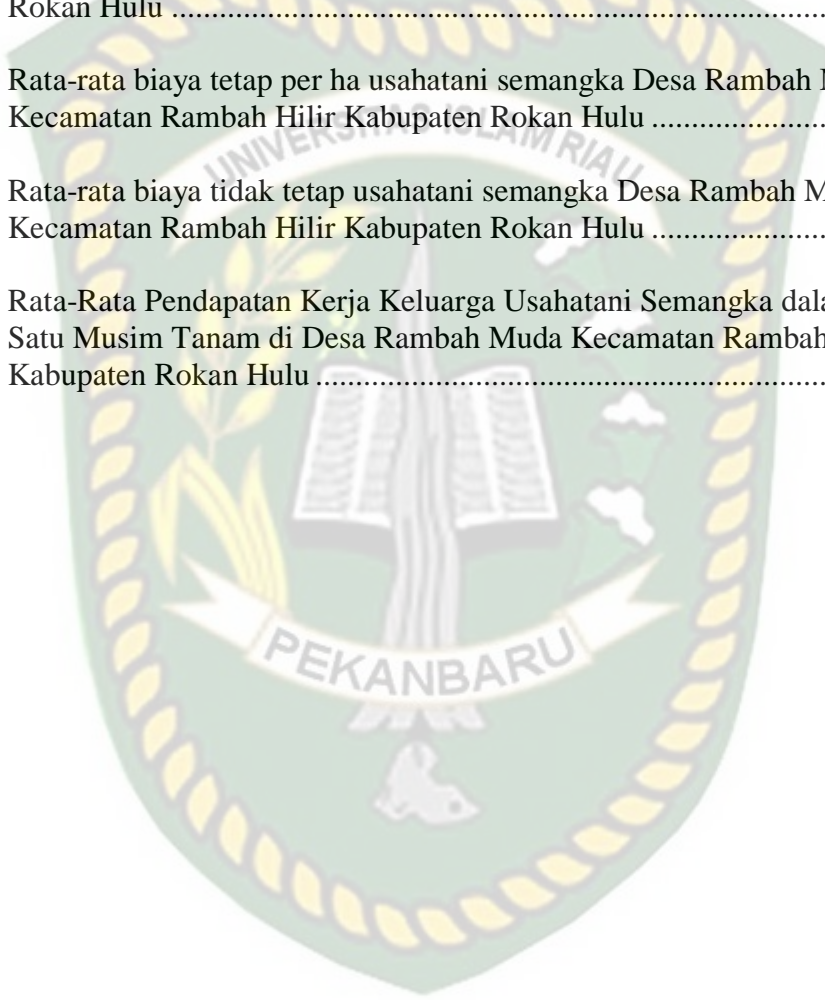 Rokan Hulu ..................................................................................
Rata-rata biaya tetap per ha usahatani semangka Desa Rambah
Kecamatan Rambah Hilir Kabupaten Rokan Hulu ......................
Rata-rata biaya tidak tetap usahatani semangka Desa Rambah
Kecamatan Rambah Hilir Kabupaten Rokan Hulu ......................
Rata-Rata Pendapatan Kerja Keluarga Usahatani Semangka
Satu Musim Tanam di Desa Rambah Muda Kecamatan Rambah
Kabupaten Rokan Hulu ................................................................
UNIVERSITAS ISLAM RIAU
PEKANBARU